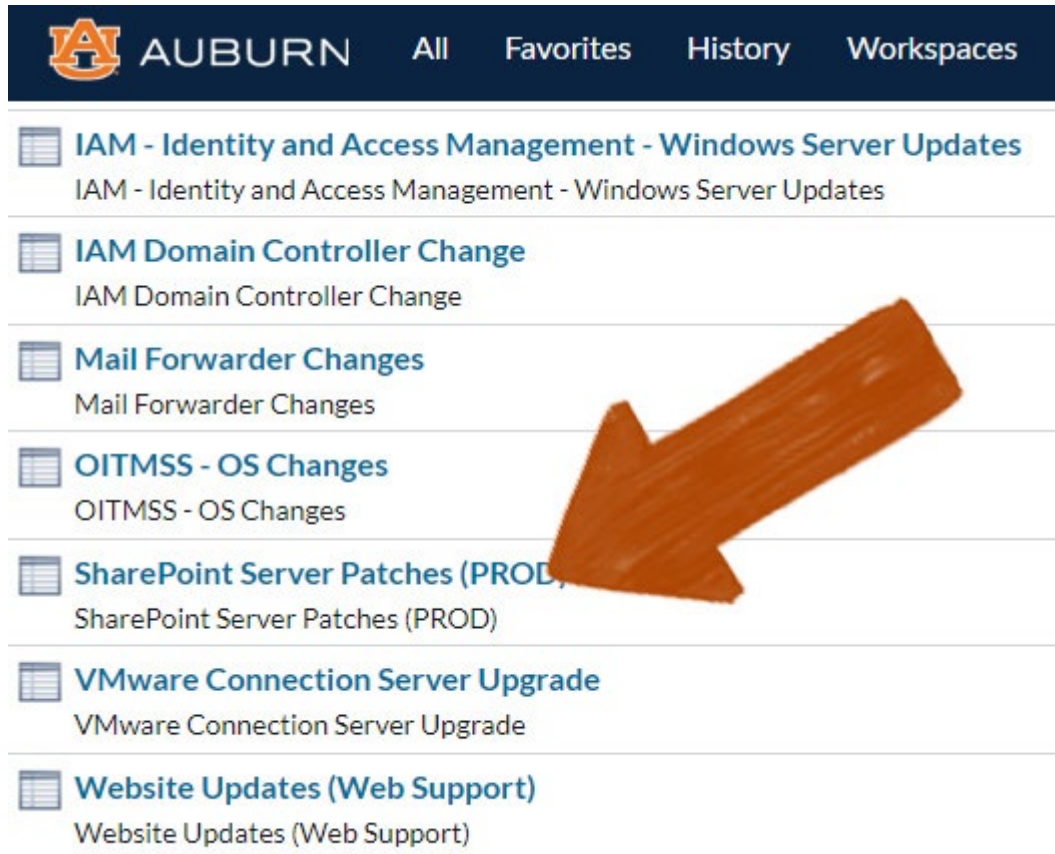 AUBURN All Favorites History Workspaces
IAM - Identity and Access Management - Windows Server Updates
IAM - Identity and Access Management - Windows Server Updates
IAM Domain Controller Change
IAM Domain Controller Change
Mail Forwarder Changes
Mail Forwarder Changes
OITMSS - OS Changes
OITMSS - OS Changes
SharePoint Server Patches (PROD)
SharePoint Server Patches (PROD)
VMware Connection Server Upgrade
VMware Connection Server Upgrade
Website Updates (Web Support)
Website Updates (Web Support)